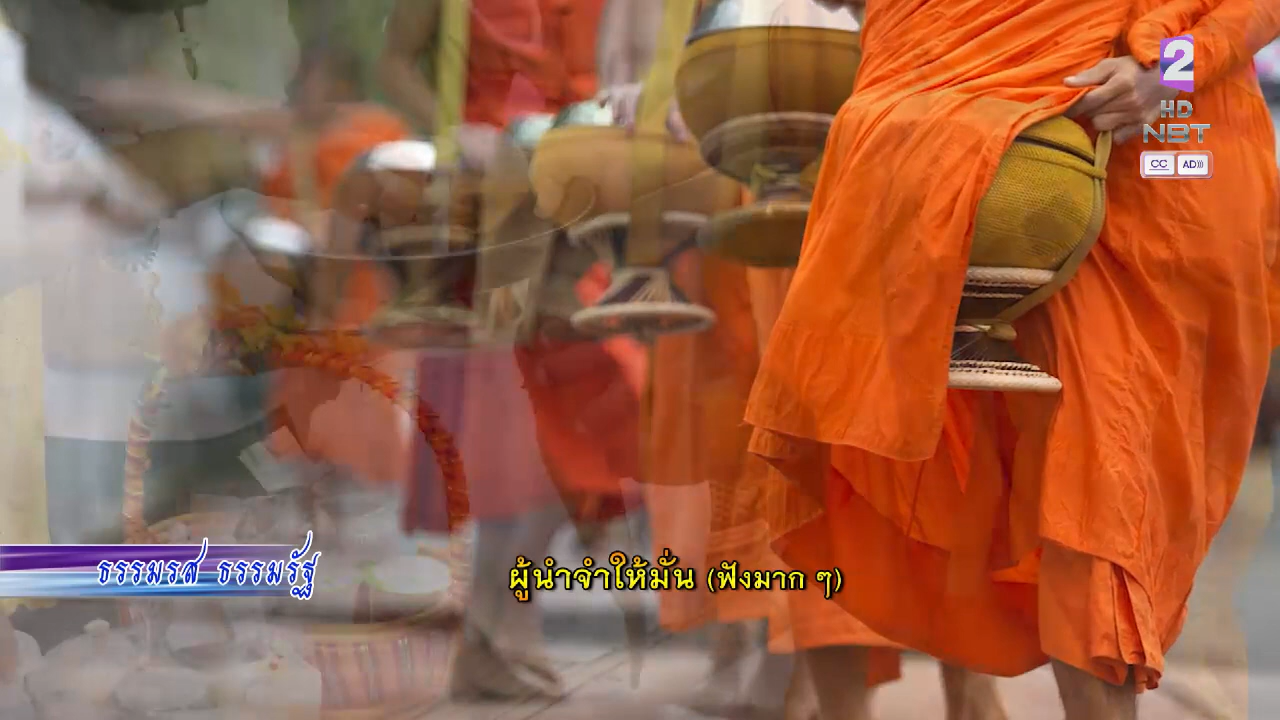 2
HD
NBT
CC AD)))
ธรรมรส ธรรมรัฐ
ผู้นำจำให้มั่น (ฟังมาก ๆ)